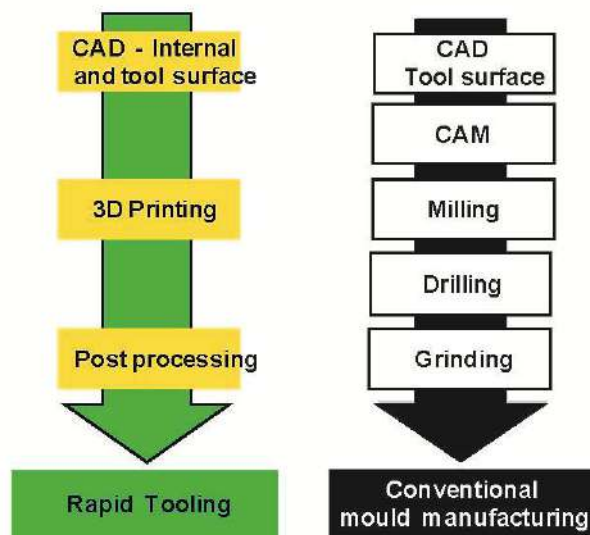 CAD - Internal
and tool surface
3D Printing
Post processing
Rapid Tooling
CAD
Tool surface
CAM
Milling
Drilling
Grinding
Conventional
mould manufacturing